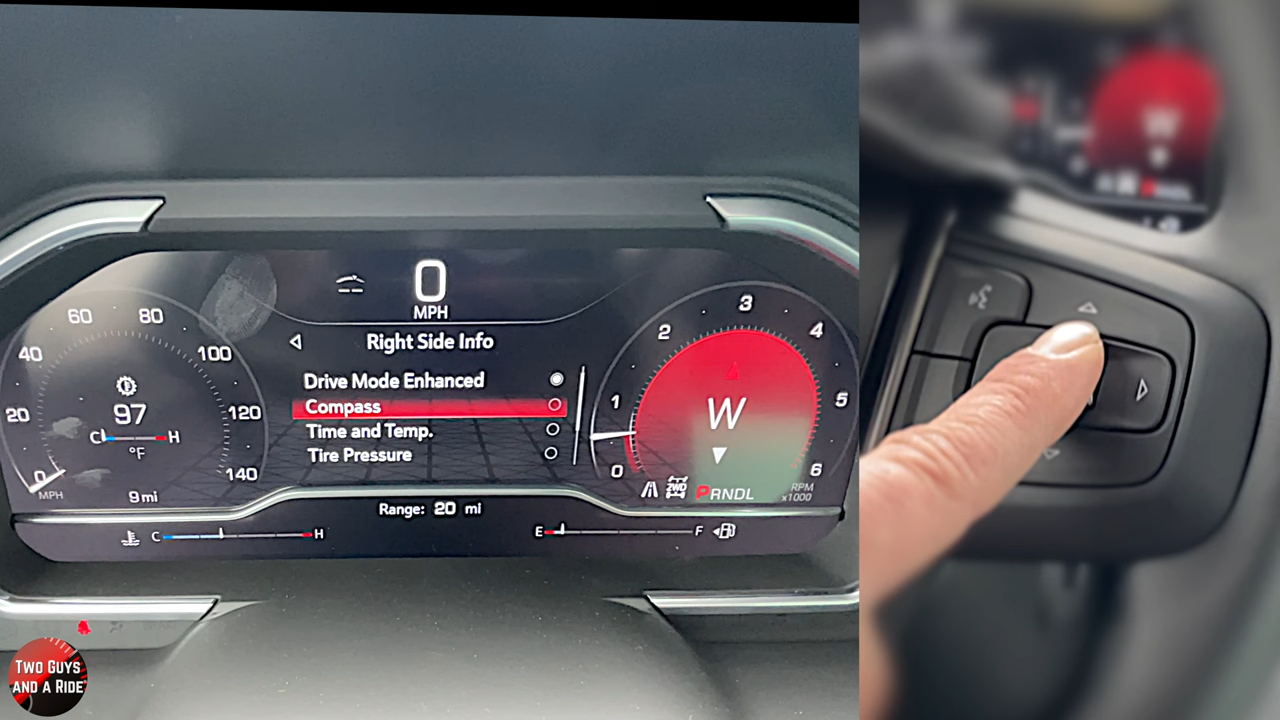 0
MPH
Right Side Info
Drive Mode Enhanced
Compass
Time and Temp.
Tire Pressure
0
20
40
60
80
100
120
140
MPH
97
C H
°F
9 mi
0
1
2
3
4
5
6
W
2WD
PRNDL
RPM
x1000
Range: 20 mi
C H
E F
W
TWO GUYS
AND A RIDE